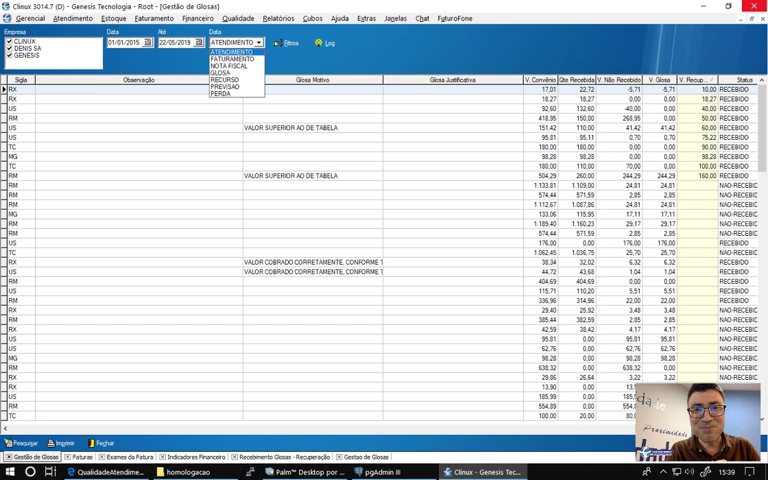 Clinux 3014.7 (D) - Genesis Tecnologia - Root - (Gestão de Glosas)
Gerencial Atendimento Estoque Faturamento Financeiro Qualidade Relatórios Cubos Ajuda Extras Janelas Chat FuturoFone
Empresa Data Até Data
CLINUX
DENIS SA
GENESIS
01/01/2015 22/05/2019 ATENDIMENTO Filtros Log
ATENDIMENTO
FATURAMENTO
NOTA FISCAL
GLOSA
RECURSO
PREVISAO
PERDA
Sigla Observação Glosa Motivo Glosa Justificativa V. Convênio Qte Recebida V. Não Recebido V. Glosa V. Recup... Status
RX 17,01 22,72 -5,71 -5,71 10,00 RECEBIDO
RX 18,27 18,27 0,00 0,00 18,27 RECEBIDO
US 92,60 132,60 -40,00 0,00 40,00 RECEBIDO
RM 418,95 150,00 268,95 0,00 50,00 RECEBIDO
US VALOR SUPERIOR AO DE TABELA 151,42 110,00 41,42 41,42 60,00 RECEBIDO
US 95,81 95,11 0,70 0,70 75,22 RECEBIDO
TC 180,00 180,00 0,00 0,00 90,00 RECEBIDO
MG 98,28 98,28 0,00 0,00 98,28 RECEBIDO
TC 180,00 110,00 70,00 0,00 100,00 RECEBIDO
RM VALOR SUPERIOR AO DE TABELA 504,29 260,00 244,29 244,29 160,00 RECEBIDO
RM 1.133,81 1.109,00 24,81 24,81 NAO-RECEBID
RM 574,44 571,59 2,85 2,85 NAO-RECEBID
RM 1.112,67 1.087,86 24,81 24,81 NAO-RECEBID
MG 133,06 115,95 17,11 17,11 NAO-RECEBID
RM 1.189,40 1.160,23 29,17 29,17 NAO-RECEBID
RM 574,44 571,59 2,85 2,85 NAO-RECEBID
US 176,00 0,00 176,00 176,00 RECEBIDO
TC 1.062,45 1.036,75 25,70 25,70 NAO-RECEBID
RX VALOR COBRADO CORRETAMENTE, CONFORME T 38,34 32,02 6,32 6,32 RECEBIDO
US VALOR COBRADO CORRETAMENTE, CONFORME T 44,72 43,68 1,04 1,04 RECEBIDO
RM 404,69 404,69 0,00 0,00 RECEBIDO
US 115,71 110,20 5,51 5,51 RECEBIDO
RM 336,96 314,96 22,00 22,00 RECEBIDO
RX 29,40 25,92 3,48 3,48 RECEBIDO
RM 385,44 382,59 2,85 2,85 NAO-RECEBID
RX 42,59 38,42 4,17 4,17 NAO-RECEBID
US 95,81 0,00 95,81 95,81 RECEBIDO
US 62,76 0,00 62,76 62,76 RECEBIDO
MG 98,28 0,00 98,28 98,28 RECEBIDO
RM 638,32 0,00 638,32 638,32 RECEBIDO
RX 29,86 26,64 3,22 3,22 NAO-RECEBID
RX 13,90 0,00
US 185,99 0,00
RM 554,89 0,00
TC 100,00 20,00
Pesquisar Imprimir Fechar
Gestão de Glosas Faturas Exames da Fatura Indicadores Financeiro Recebimento Glosas - Recuperação Gestao de Glosas
QualidadeAtendime... homologacao Palm™ Desktop por ... pgAdmin III Clinux - Genesis Tec... 15:39